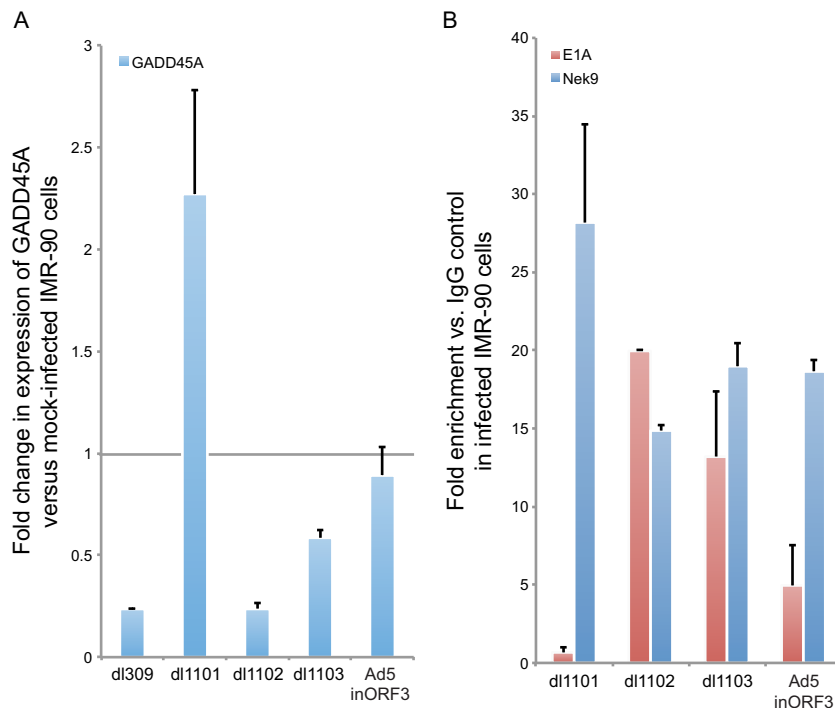 A
Fold change in expression of GADD45A
versus mock-infected IMR-90 cells
3
2.5
2
1.5
1
0.5
0
GADD45A
dl309
dl1101
dl1102
dl1103
Ad5
inORF3
B
Fold enrichment vs. IgG control
in infected IMR-90 cells
40
35
30
25
20
15
10
5
0
E1A
Nek9
dl1101
dl1102
dl1103
Ad5
inORF3